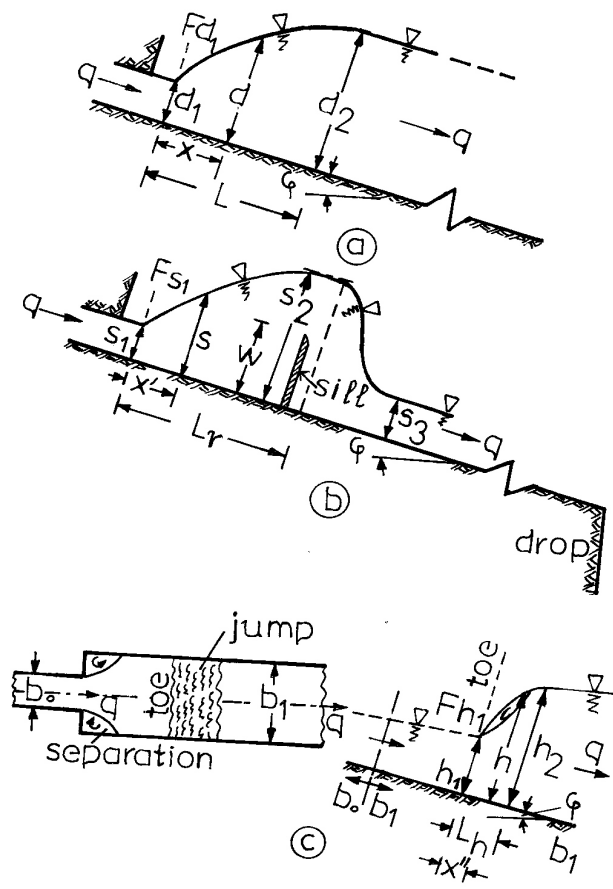 Fd₁
q
d₁
d
d₂
q
x
L
φ
a
Fs₁
q
s₁
s
w
s₂
sill
s₃
q
x'
Lr
φ
b
drop
jump
toe
b₀
q
b₁
q
separation
toe
Fh₁
h₁
h
h₂
q
b₀ b₁
Lh
x"
φ
b₁
c